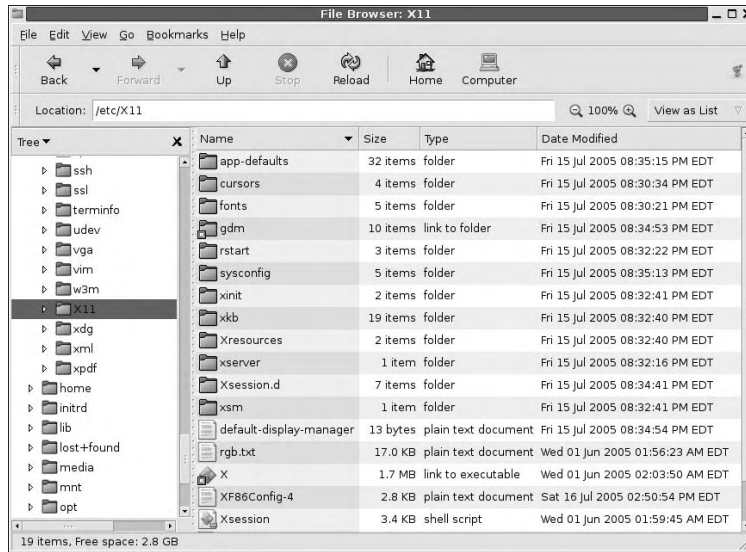 File Browser: X11
File Edit View Go Bookmarks Help
Back Forward Up Stop Reload Home Computer
Location: /etc/X11 100% View as List
Tree
ssh
ssl
terminfo
udev
vga
vim
w3m
X11
xdg
xml
xpdf
home
initrd
lib
lost+found
media
mnt
opt
Name Size Type Date Modified
app-defaults 32 items folder Fri 15 Jul 2005 08:35:15 PM EDT
cursors 4 items folder Fri 15 Jul 2005 08:30:34 PM EDT
fonts 5 items folder Fri 15 Jul 2005 08:30:21 PM EDT
gdm 10 items link to folder Fri 15 Jul 2005 08:34:53 PM EDT
rstart 3 items folder Fri 15 Jul 2005 08:32:22 PM EDT
sysconfig 5 items folder Fri 15 Jul 2005 08:35:13 PM EDT
xinit 2 items folder Fri 15 Jul 2005 08:32:41 PM EDT
xkb 19 items folder Fri 15 Jul 2005 08:32:40 PM EDT
Xresources 2 items folder Fri 15 Jul 2005 08:32:40 PM EDT
xserver 1 item folder Fri 15 Jul 2005 08:32:16 PM EDT
Xsession.d 7 items folder Fri 15 Jul 2005 08:34:41 PM EDT
xsm 1 item folder Fri 15 Jul 2005 08:32:41 PM EDT
default-display-manager 13 bytes plain text document Fri 15 Jul 2005 08:34:54 PM EDT
rgb.txt 17.0 KB plain text document Wed 01 Jun 2005 01:56:23 AM EDT
X 1.7 MB link to executable Wed 01 Jun 2005 02:03:50 AM EDT
XF86Config-4 2.8 KB plain text document Sat 16 Jul 2005 02:50:54 PM EDT
Xsession 3.4 KB shell script Wed 01 Jun 2005 01:59:45 AM EDT
19 items, Free space: 2.8 GB